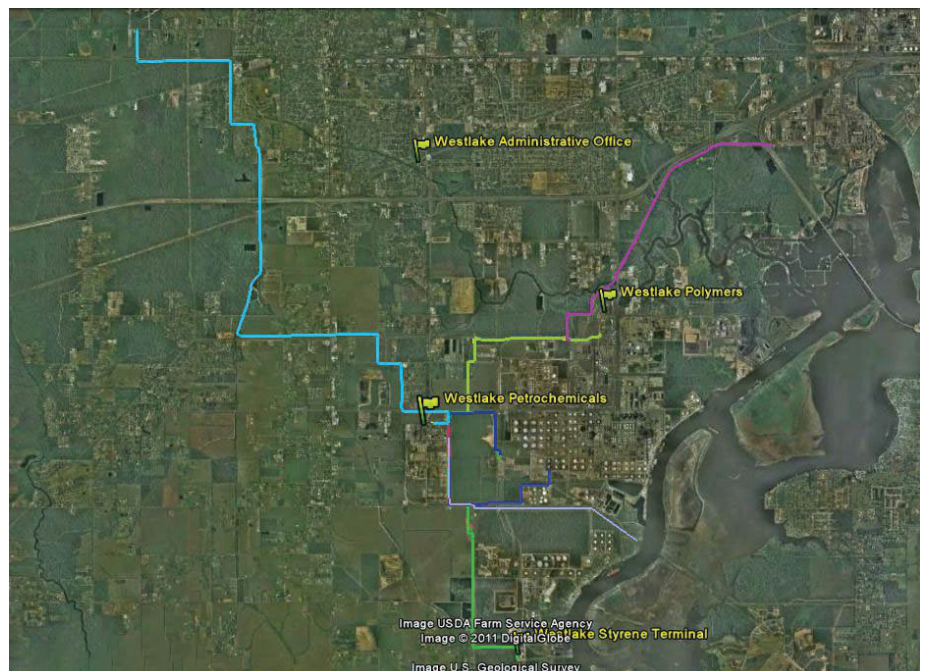 Westlake Administrative Office
Westlake Polymers
Westlake Petrochemicals
Image USDA Farm Service Agency
Image © 2011 DigitalGlobe
Westlake Styrene Terminal
Image U.S. Geological Survey